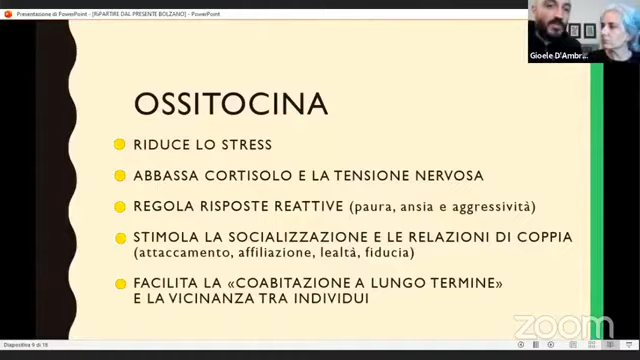 Presentazione di PowerPoint - [RIPARTIRE DAL PRESENTE BOLZANO] - PowerPoint
Gioele D'Ambr...
OSSITOCINA
RIDUCE LO STRESS
ABBASSA CORTISOLO E LA TENSIONE NERVOSA
REGOLA RISPOSTE REATTIVE (paura, ansia e aggressività)
STIMOLA LA SOCIALIZZAZIONE E LE RELAZIONI DI COPPIA
(attaccamento, affiliazione, lealtà, fiducia)
FACILITA LA «COABITAZIONE A LUNGO TERMINE»
E LA VICINANZA TRA INDIVIDUI
zoom
Diapositiva 9 di 18